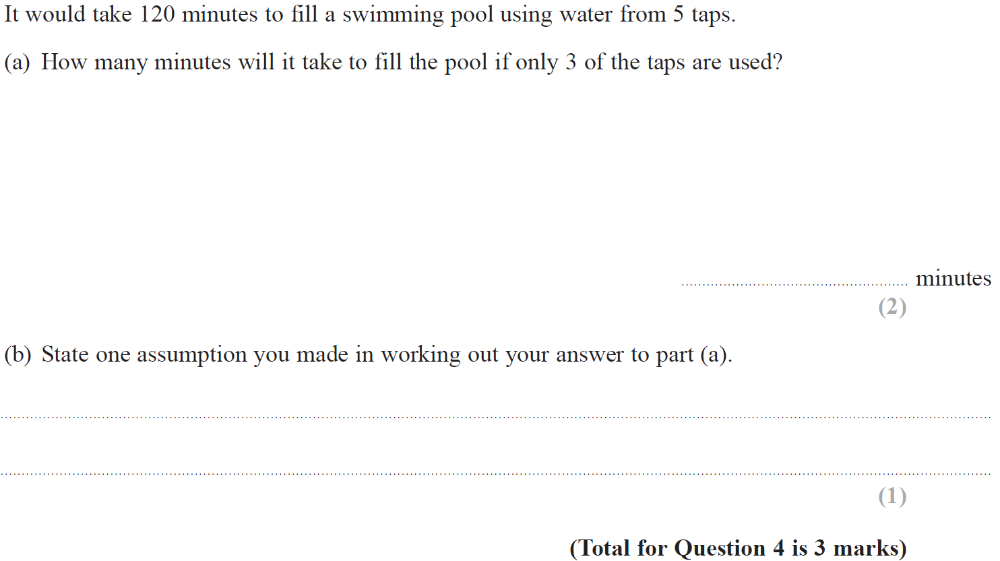 It would take 120 minutes to fill a swimming pool using water from 5 taps.
(a) How many minutes will it take to fill the pool if only 3 of the taps are used?
.................................................... minutes
(2)
(b) State one assumption you made in working out your answer to part (a).
(1)
(Total for Question 4 is 3 marks)